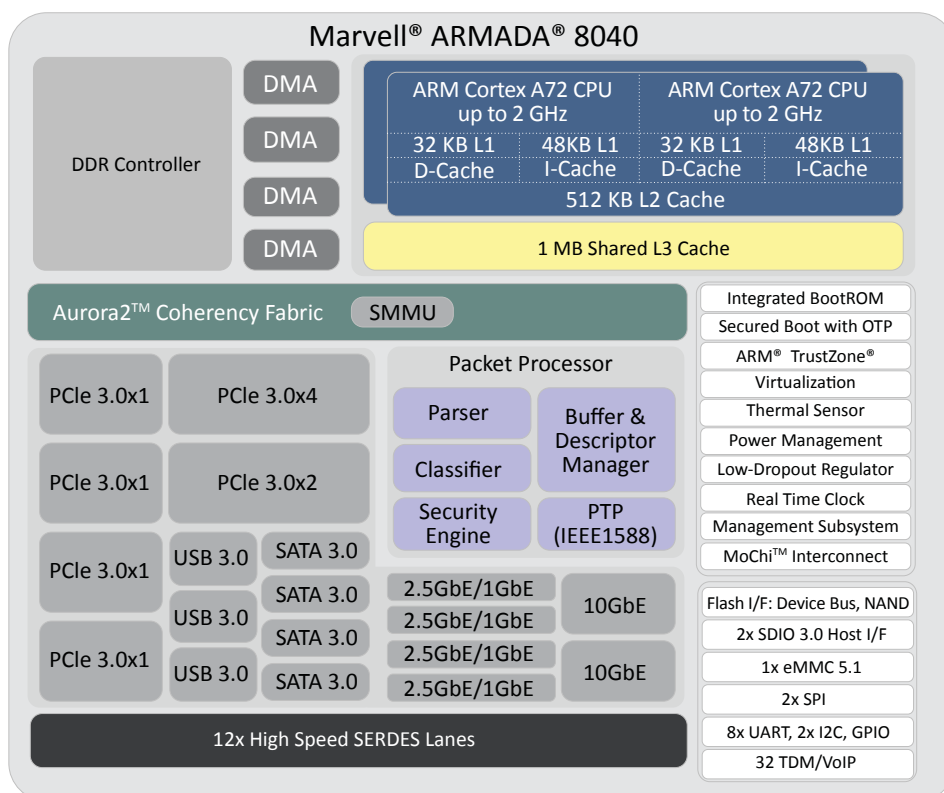 Marvell® ARMADA® 8040
DDR Controller
DMA
DMA
DMA
DMA
ARM Cortex A72 CPU
up to 2 GHz
32 KB L1
D-Cache
48KB L1
I-Cache
ARM Cortex A72 CPU
up to 2 GHz
32 KB L1
D-Cache
48KB L1
I-Cache
512 KB L2 Cache
1 MB Shared L3 Cache
Aurora2™ Coherency Fabric
SMMU
PCIe 3.0x1
PCIe 3.0x4
PCIe 3.0x1
PCIe 3.0x2
PCIe 3.0x1
PCIe 3.0x1
USB 3.0
USB 3.0
USB 3.0
SATA 3.0
SATA 3.0
SATA 3.0
SATA 3.0
Packet Processor
Parser
Classifier
Security
Engine
Buffer &
Descriptor
Manager
PTP
(IEEE1588)
2.5GbE/1GbE
2.5GbE/1GbE
2.5GbE/1GbE
2.5GbE/1GbE
10GbE
10GbE
12x High Speed SERDES Lanes
Integrated BootROM
Secured Boot with OTP
ARM® TrustZone®
Virtualization
Thermal Sensor
Power Management
Low-Dropout Regulator
Real Time Clock
Management Subsystem
MoChi™ Interconnect
Flash I/F: Device Bus, NAND
2x SDIO 3.0 Host I/F
1x eMMC 5.1
2x SPI
8x UART, 2x I2C, GPIO
32 TDM/VoIP